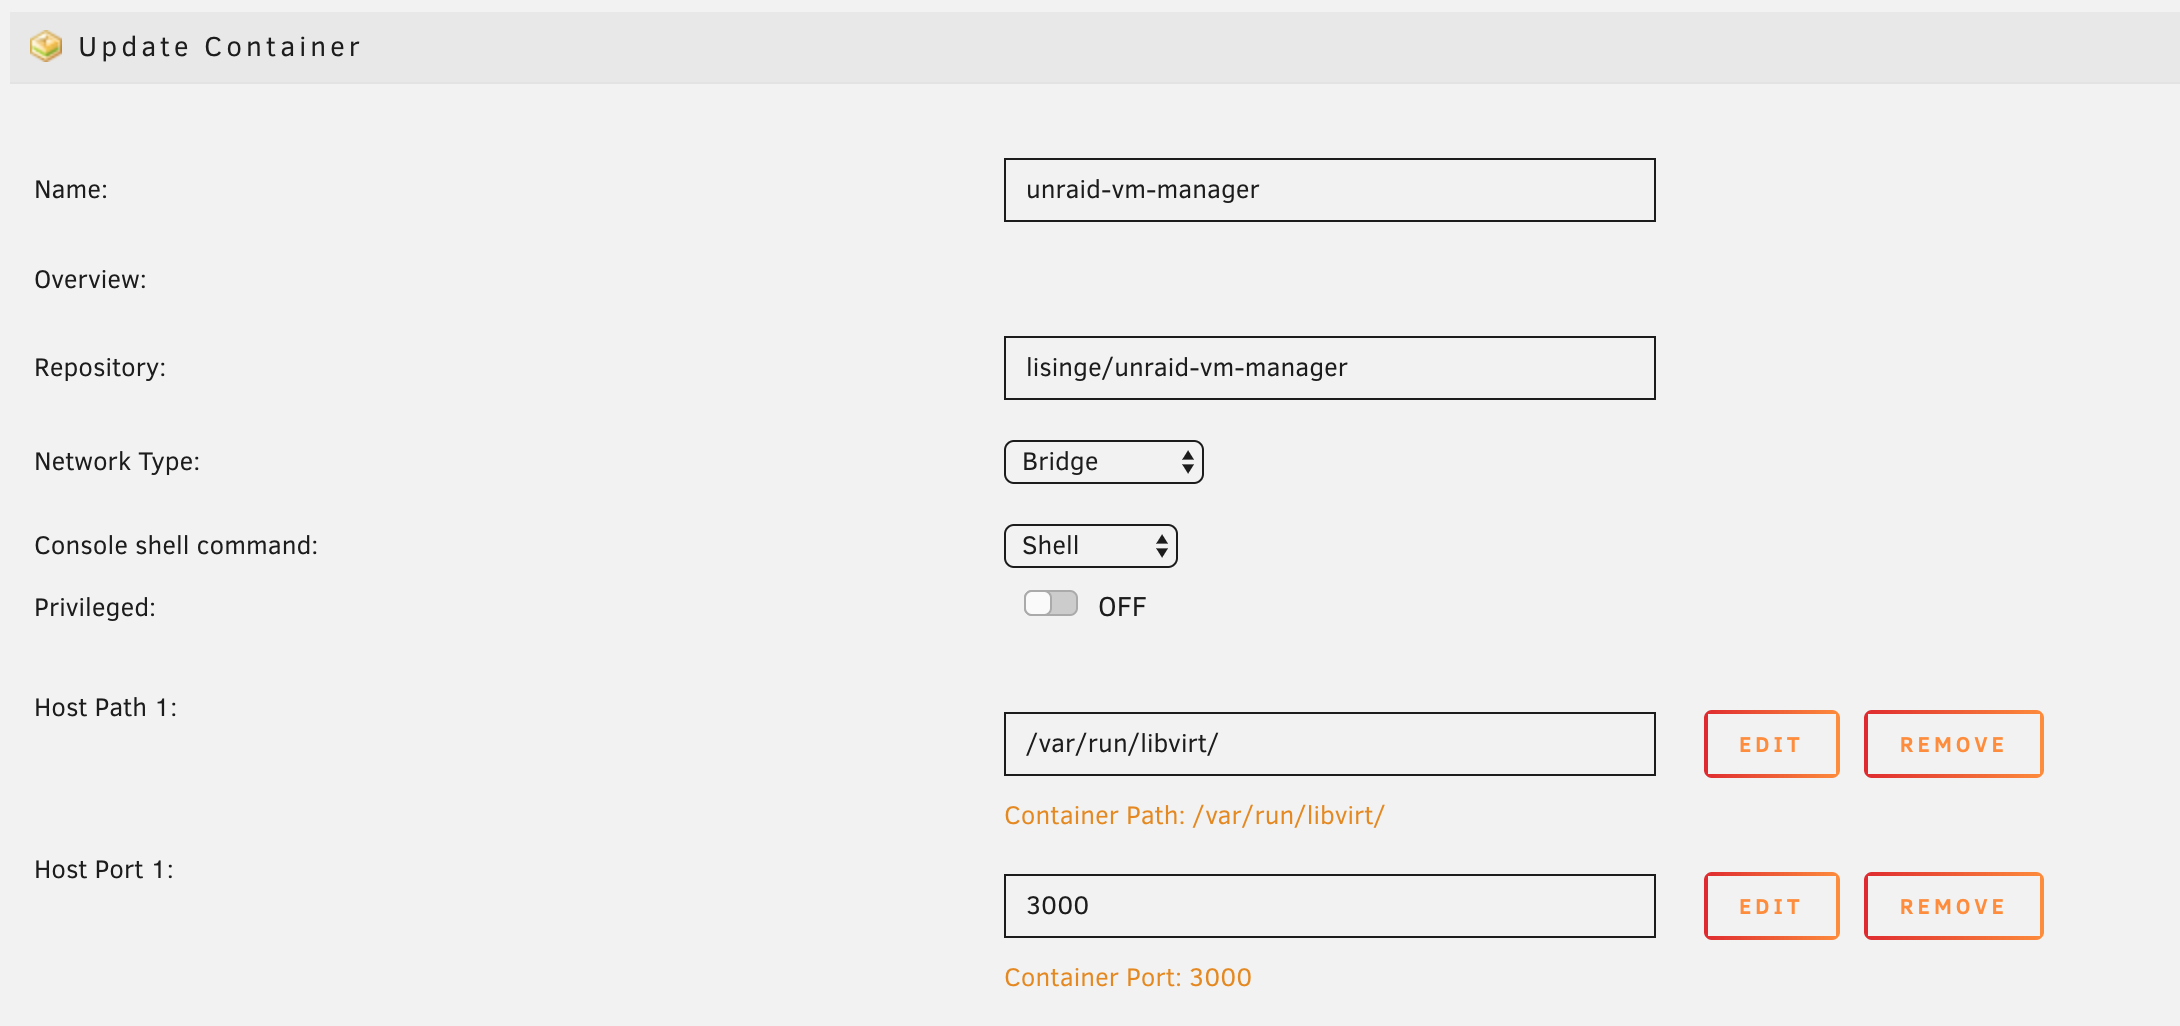 Update Container
Name:
unraid-vm-manager
Overview:
Repository:
lisinge/unraid-vm-manager
Network Type:
Bridge
Console shell command:
Shell
Privileged:
OFF
Host Path 1:
/var/run/libvirt/
EDIT
REMOVE
Container Path: /var/run/libvirt/
Host Port 1:
3000
EDIT
REMOVE
Container Port: 3000